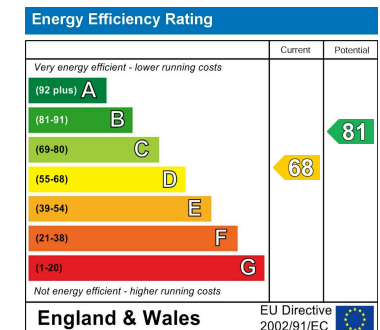 Energy Efficiency Rating
Current Potential
Very energy efficient - lower running costs
(92 plus) A
(81-91) B
81
(69-80) C
68
(55-68) D
(39-54) E
(21-38) F
(1-20) G
Not energy efficient - higher running costs
England & Wales
EU Directive
2002/91/EC